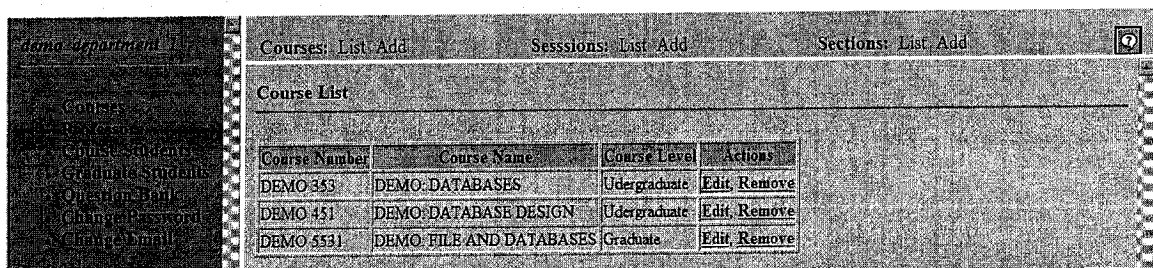 "demo-department"
Courses: List Add Sesssions: List Add Sections: List Add
?
Courses
Course Students
Graduate Students
Question Bank
Change Password
Change Email
Course List
Course Number Course Name Course Level Actions
DEMO 353 DEMO: DATABASES Udergraduate Edit, Remove
DEMO 451 DEMO: DATABASE DESIGN Udergraduate Edit, Remove
DEMO 5531 DEMO: FILE AND DATABASES Graduate Edit, Remove